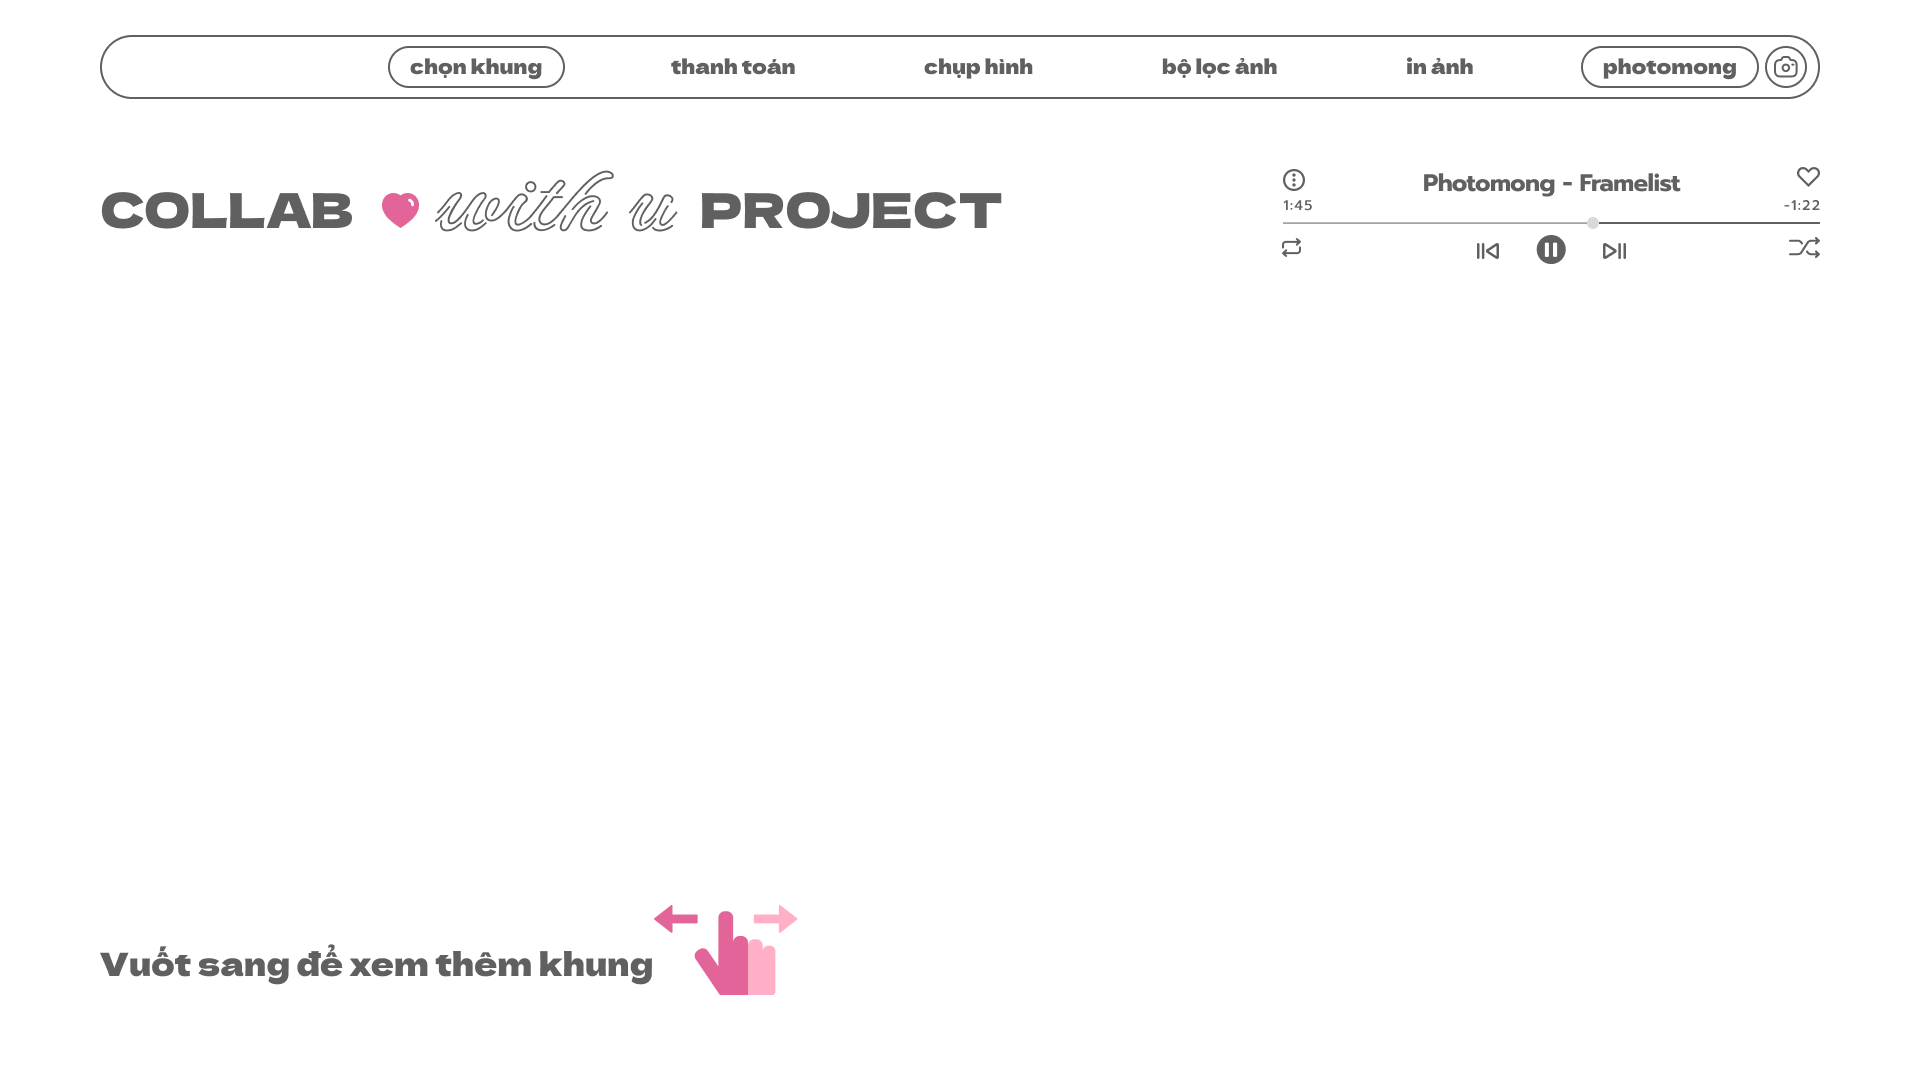 chọn khung thanh toán chụp hình bộ lọc ảnh in ảnh photomong
COLLAB with u PROJECT
Photomong - Framelist
1:45 -1:22
Vuốt sang để xem thêm khung